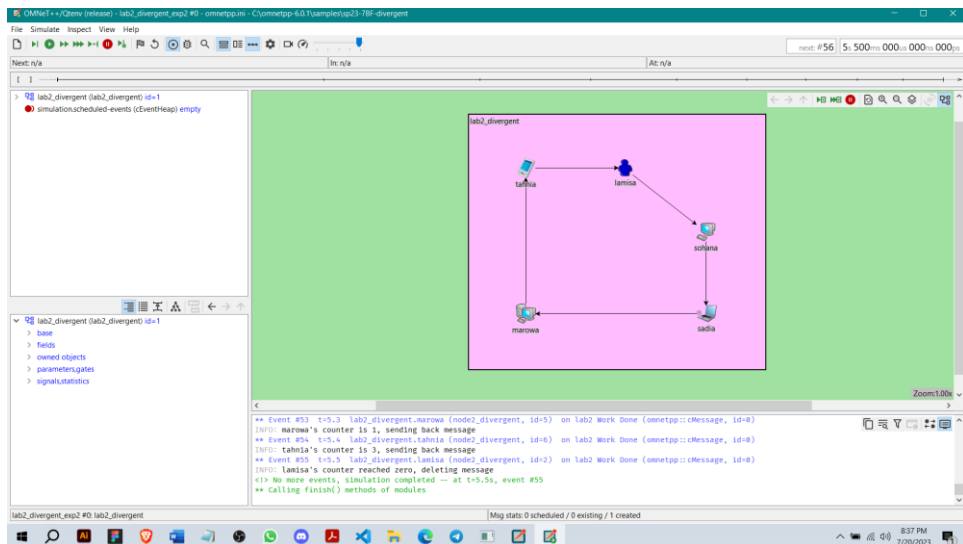 OMNeT++/Qtenv (release) - lab2_divergent_exp2 #0 - omnetpp.ini - C:\omnetpp-6.0.1\samples\sp23-7BF-divergent
File Simulate Inspect View Help
next: #56 5s 500ms 000us 000ns 000ps
Next: n/a In: n/a At: n/a
lab2_divergent (lab2_divergent) id=1
simulation.scheduled-events (cEventHeap) empty
lab2_divergent
tahnia
lamisa
sohana
marowa
sadia
Zoom:1.00x
lab2_divergent (lab2_divergent) id=1
base
fields
owned objects
parameters,gates
signals,statistics
** Event #53 t=5.3 lab2_divergent.marowa (node2_divergent, id=5) on lab2 Work Done (omnetpp::cMessage, id=0)
INFO: marowa's counter is 1, sending back message
** Event #54 t=5.4 lab2_divergent.tahnia (node2_divergent, id=6) on lab2 Work Done (omnetpp::cMessage, id=0)
INFO: tahnia's counter is 3, sending back message
** Event #55 t=5.5 lab2_divergent.lamisa (node2_divergent, id=2) on lab2 Work Done (omnetpp::cMessage, id=0)
INFO: lamisa's counter reached zero, deleting message
<!> No more events, simulation completed -- at t=5.5s, event #55
** Calling finish() methods of modules
lab2_divergent_exp2 #0: lab2_divergent Msg stats: 0 scheduled / 0 existing / 1 created
8:37 PM
7/20/2023